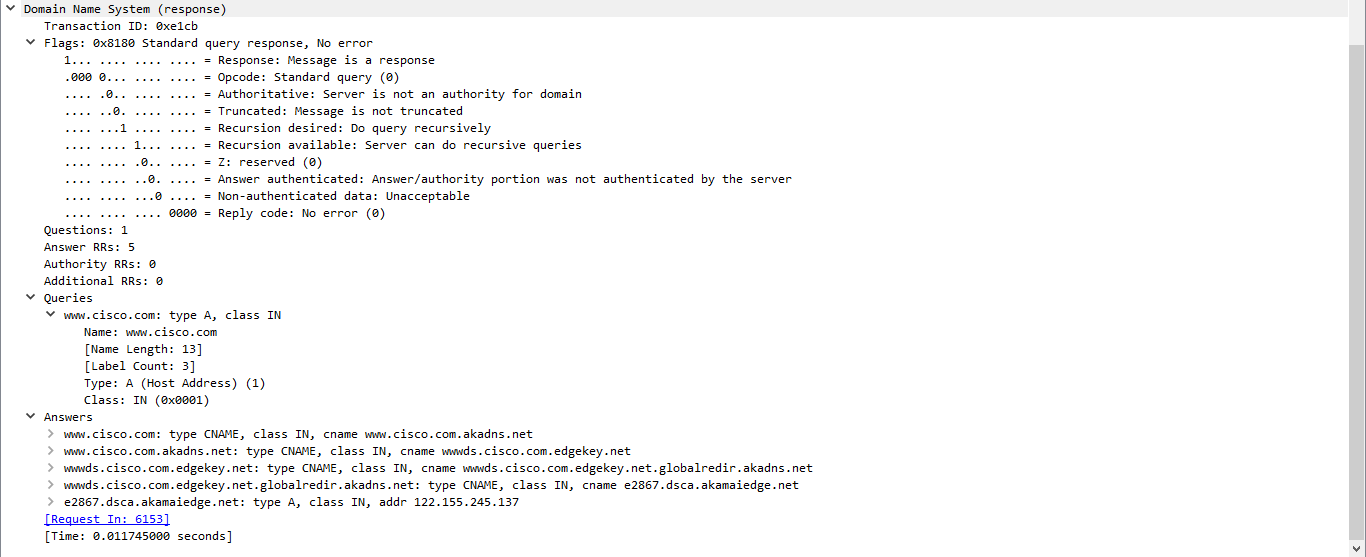 Domain Name System (response)
Transaction ID: 0xe1cb
Flags: 0x8180 Standard query response, No error
1... .... .... .... = Response: Message is a response
.000 0... .... .... = Opcode: Standard query (0)
.... .0.. .... .... = Authoritative: Server is not an authority for domain
.... ..0. .... .... = Truncated: Message is not truncated
.... ...1 .... .... = Recursion desired: Do query recursively
.... .... 1... .... = Recursion available: Server can do recursive queries
.... .... .0.. .... = Z: reserved (0)
.... .... ..0. .... = Answer authenticated: Answer/authority portion was not authenticated by the server
.... .... ...0 .... = Non-authenticated data: Unacceptable
.... .... .... 0000 = Reply code: No error (0)
Questions: 1
Answer RRs: 5
Authority RRs: 0
Additional RRs: 0
Queries
www.cisco.com: type A, class IN
Name: www.cisco.com
[Name Length: 13]
[Label Count: 3]
Type: A (Host Address) (1)
Class: IN (0x0001)
Answers
www.cisco.com: type CNAME, class IN, cname www.cisco.com.akadns.net
www.cisco.com.akadns.net: type CNAME, class IN, cname wwwds.cisco.com.edgekey.net
wwwds.cisco.com.edgekey.net: type CNAME, class IN, cname wwwds.cisco.com.edgekey.net.globalredir.akadns.net
wwwds.cisco.com.edgekey.net.globalredir.akadns.net: type CNAME, class IN, cname e2867.dsca.akamaiedge.net
e2867.dsca.akamaiedge.net: type A, class IN, addr 122.155.245.137
[Request In: 6153]
[Time: 0.011745000 seconds]